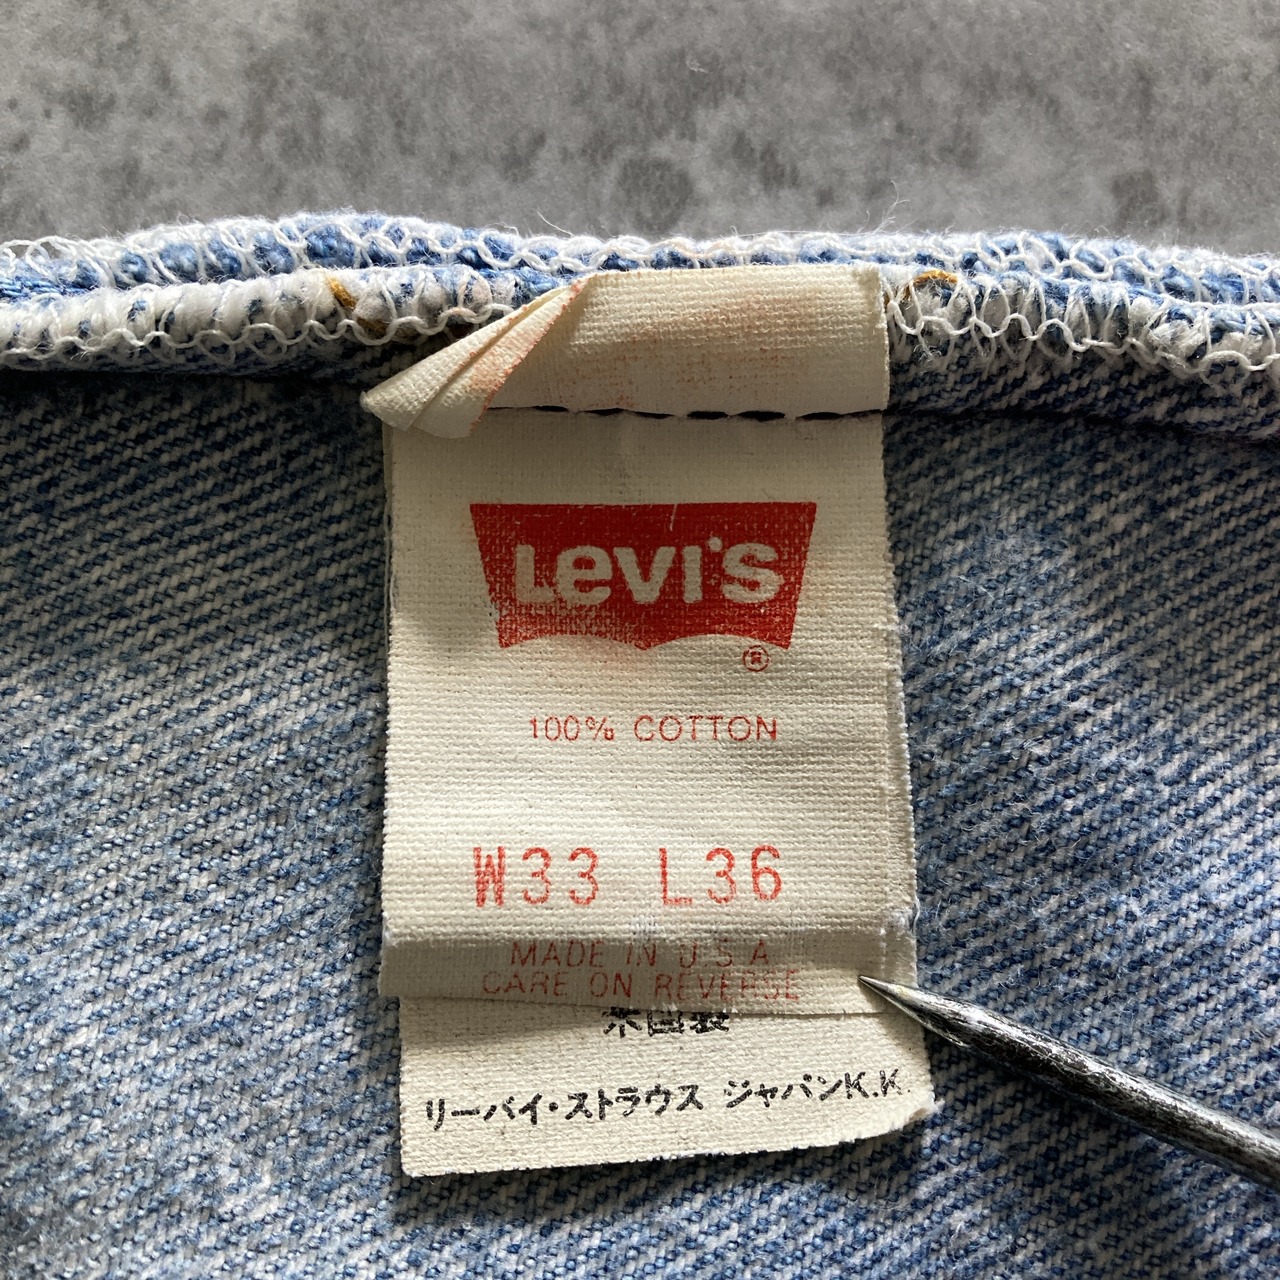 Levi's
®
100% COTTON
W33 L36
MADE IN U.S.A
CARE ON REVERSE
米国製
リーバイ・ストラウス ジャパンK.K.